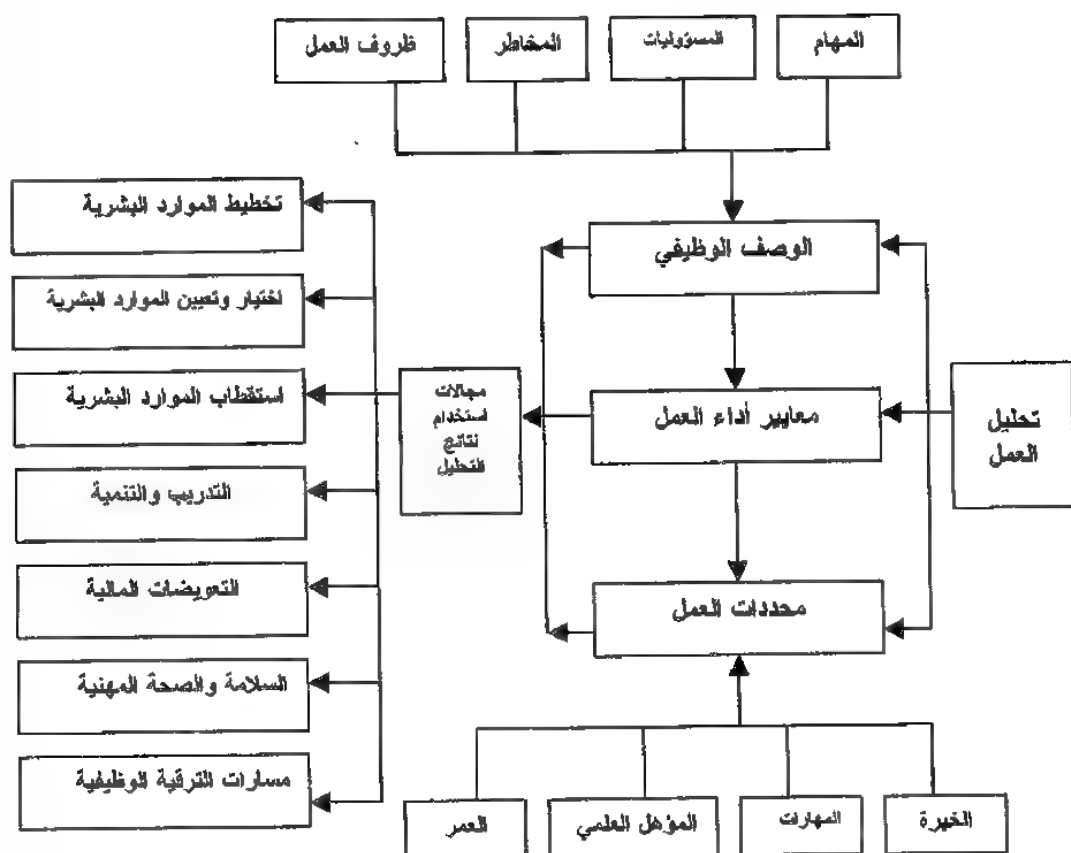 المهام
المسؤوليات
المخاطر
ظروف العمل
الوصف الوظيفي
معايير أداء العمل
محددات العمل
تحليل
العمل
مجالات
استخدام
نتائج
التحليل
تخطيط الموارد البشرية
اختيار وتعيين الموارد البشرية
استقطاب الموارد البشرية
التدريب والتنمية
التعويضات المالية
السلامة والصحة المهنية
مسارات الترقية الوظيفية
الخبرة
المهارات
المؤهل العلمي
العمر